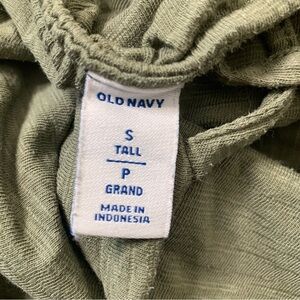 OLD NAVY
S
TALL
P
GRAND
MADE IN
INDONESIA